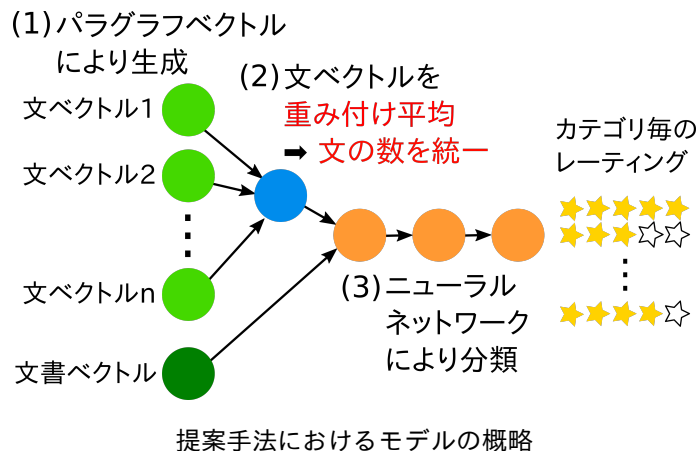 (1) パラグラフベクトル
により生成
(2) 文ベクトルを
重み付け平均
➡ 文の数を統一
文ベクトル1
文ベクトル2
文ベクトルn
文書ベクトル
(3) ニューラル
ネットワーク
により分類
カテゴリ毎の
レーティング
提案手法におけるモデルの概略